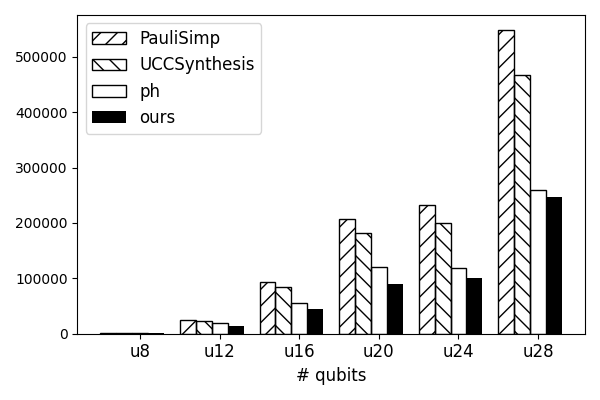 PauliSimp
UCCSynthesis
ph
ours
500000
400000
300000
200000
100000
0
u8 u12 u16 u20 u24 u28
# qubits